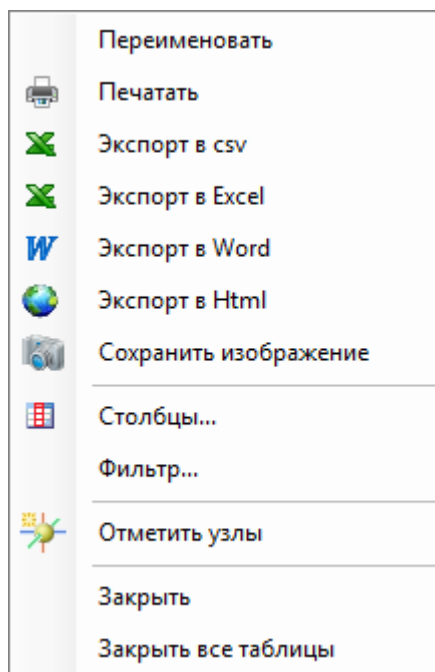 Переименовать
Печатать
Экспорт в csv
Экспорт в Excel
Экспорт в Word
Экспорт в Html
Сохранить изображение
Столбцы...
Фильтр...
Отметить узлы
Закрыть
Закрыть все таблицы